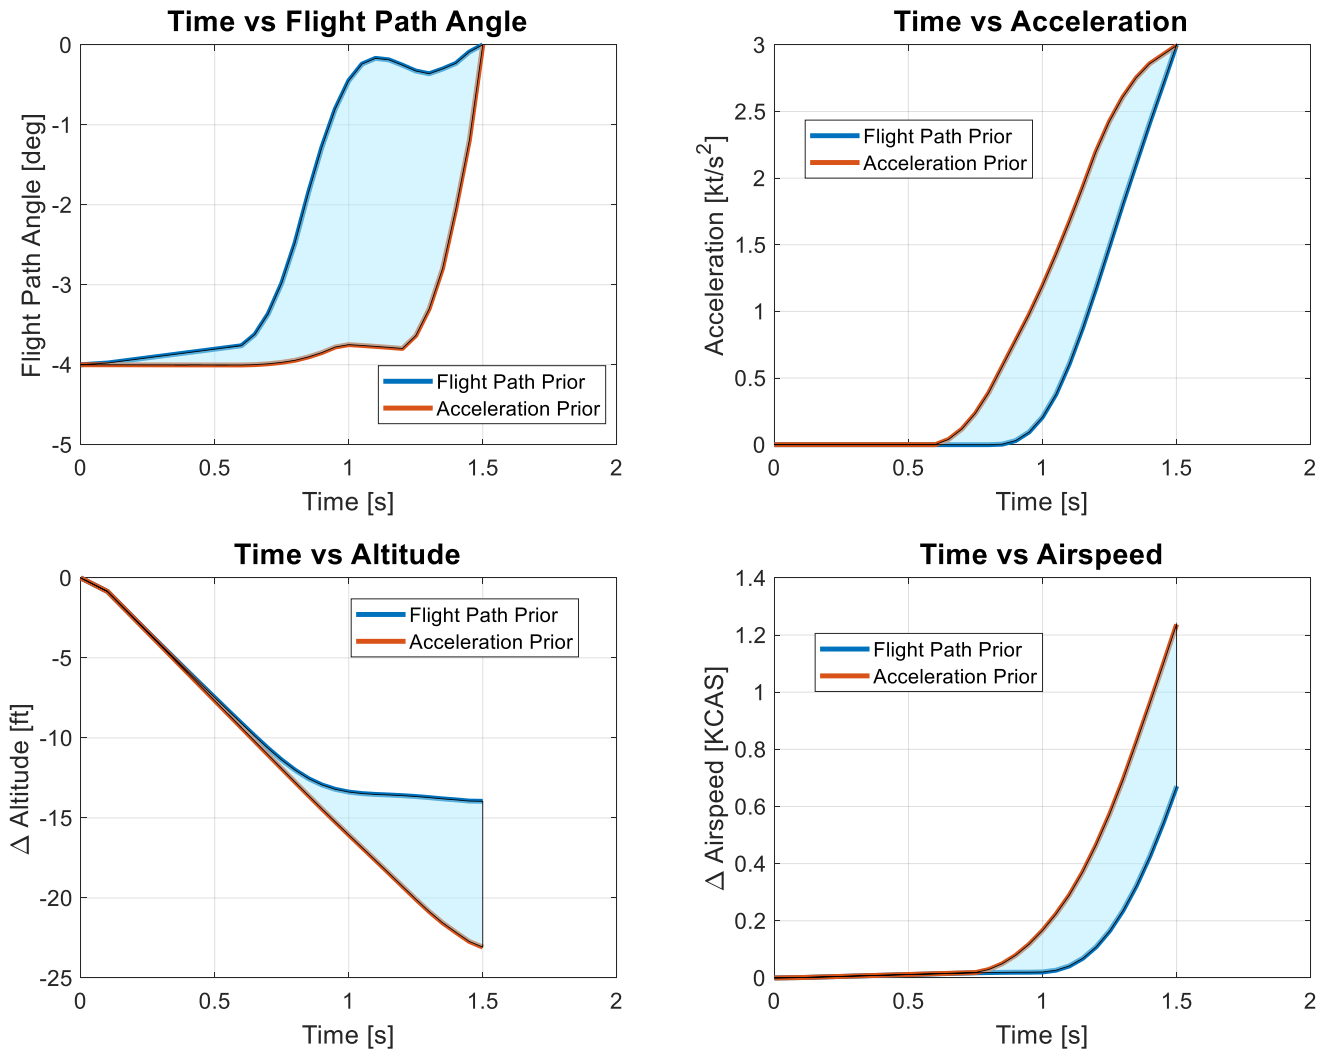 Time vs Flight Path Angle
Flight Path Angle [deg]
0
-1
-2
-3
-4
-5
Flight Path Prior
Acceleration Prior
0
0.5
1
1.5
2
Time [s]
Time vs Acceleration
Acceleration [kt/s²]
3
2.5
2
1.5
1
0.5
0
Flight Path Prior
Acceleration Prior
0
0.5
1
1.5
2
Time [s]
Time vs Altitude
Δ Altitude [ft]
0
-5
-10
-15
-20
-25
Flight Path Prior
Acceleration Prior
0
0.5
1
1.5
2
Time [s]
Time vs Airspeed
Δ Airspeed [KCAS]
1.4
1.2
1
0.8
0.6
0.4
0.2
0
Flight Path Prior
Acceleration Prior
0
0.5
1
1.5
2
Time [s]